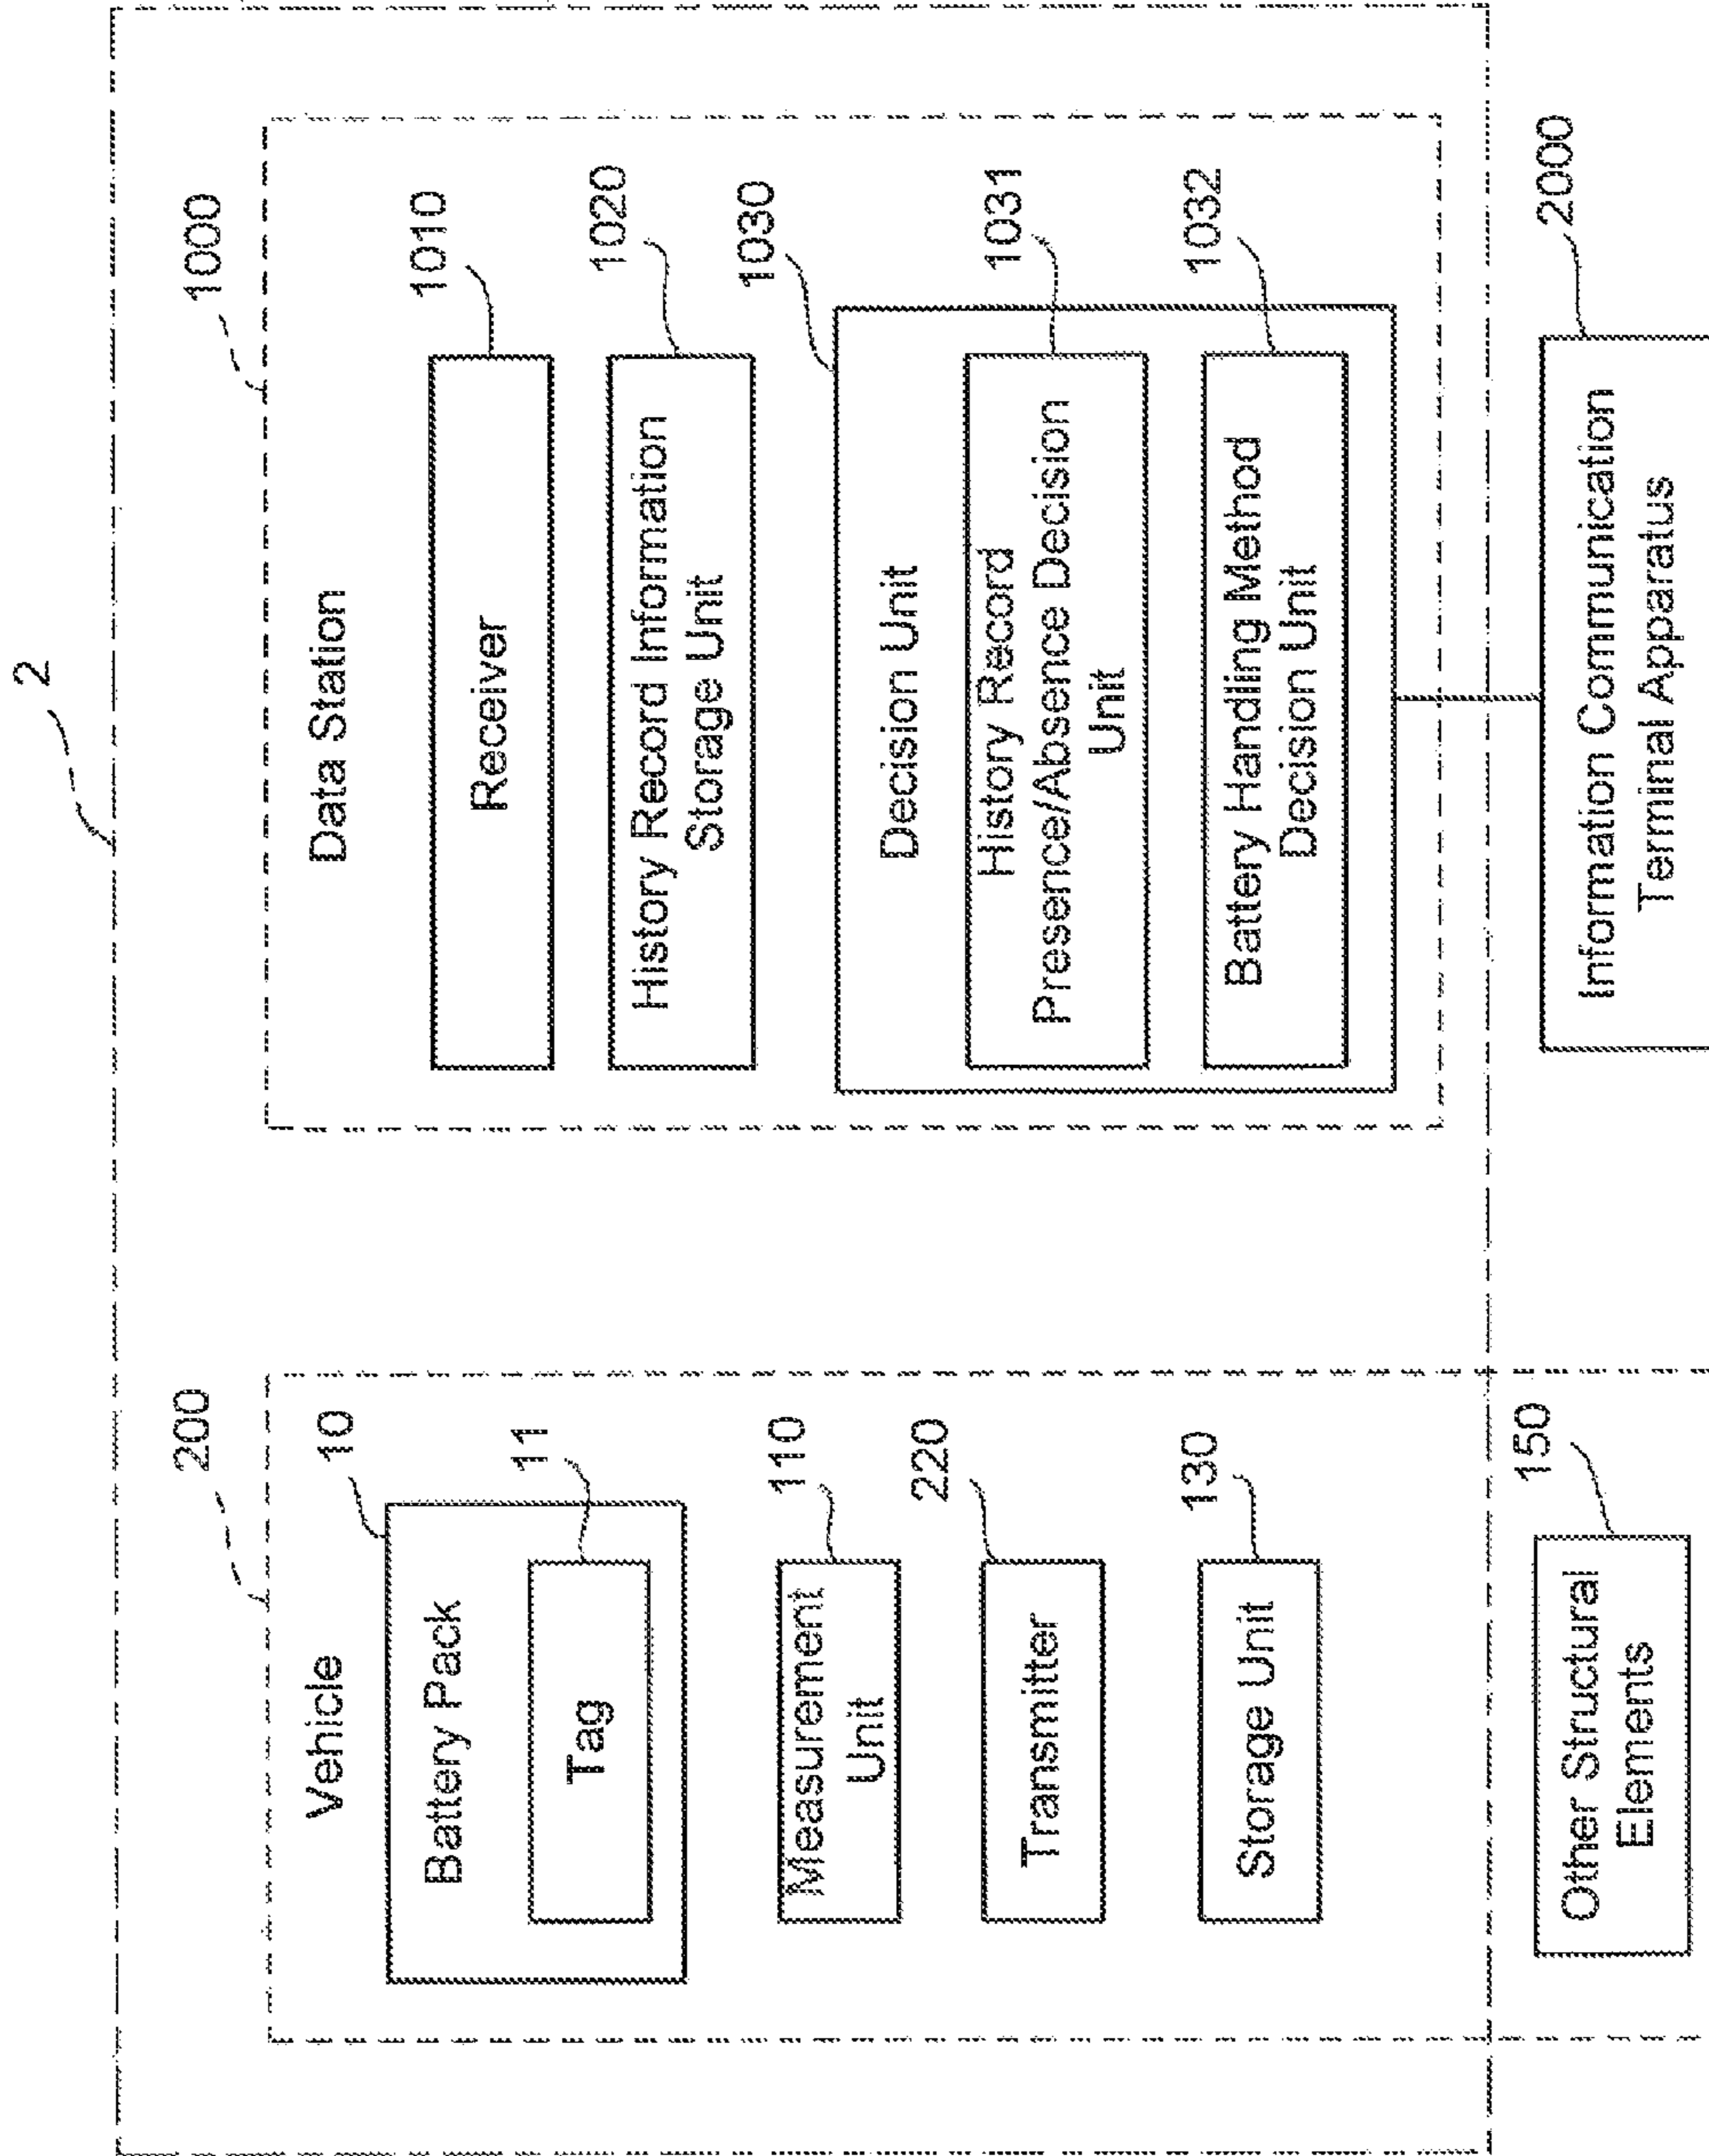 2
200
Vehicle
10
Battery Pack
11
Tag
110
Measurement
Unit
220
Transmitter
130
Storage Unit
150
Other Structural
Elements
1000
Data Station
1010
Receiver
1020
History Record Information
Storage Unit
1030
Decision Unit
1031
History Record
Presence/Absence Decision
Unit
1032
Battery Handling Method
Decision Unit
2000
Information Communication
Terminal Apparatus